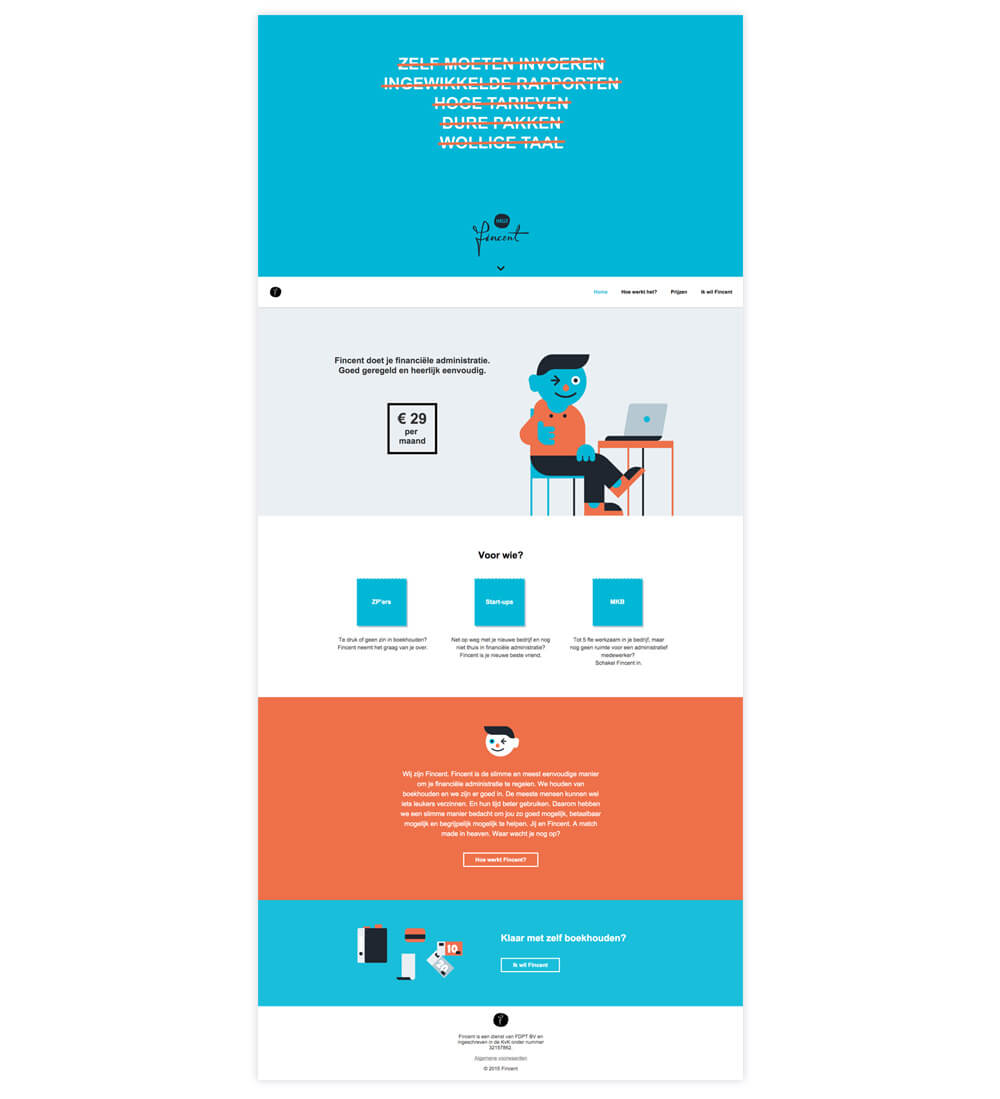 ZELF MOETEN INVOEREN
INGEWIKKELDE RAPPORTEN
HOGE TARIEVEN
DURE PAKKEN
WOLLIGE TAAL
HALLO
Fincent
Home Hoe werkt het? Prijzen Ik wil Fincent
Fincent doet je financiële administratie.
Goed geregeld en heerlijk eenvoudig.
€ 29
per
maand
Voor wie?
ZP'ers Start-ups MKB
Te druk of geen zin in boekhouden?
Fincent neemt het graag van je over.
Net op weg met je nieuwe bedrijf en nog
niet thuis in financiële administratie?
Fincent is je nieuwe beste vriend.
Tot 5 fte werkzaam in je bedrijf, maar
nog geen ruimte voor een administratief
medewerker?
Schakel Fincent in.
Wij zijn Fincent. Fincent is de slimme en meest eenvoudige manier
om je financiële administratie te regelen. We houden van
boekhouden en we zijn er goed in. De meeste mensen kunnen wel
iets leukers verzinnen. En hun tijd beter gebruiken. Daarom hebben
we een slimme manier bedacht om jou zo goed mogelijk, betaalbaar
mogelijk en begrijpelijk mogelijk te helpen. Jij en Fincent. A match
made in heaven. Waar wacht je nog op?
Hoe werkt Fincent?
10
20
Klaar met zelf boekhouden?
Ik wil Fincent
Fincent is een dienst van FDPT BV en
ingeschreven in de KvK onder nummer
32157862
Algemene voorwaarden
© 2015 Fincent